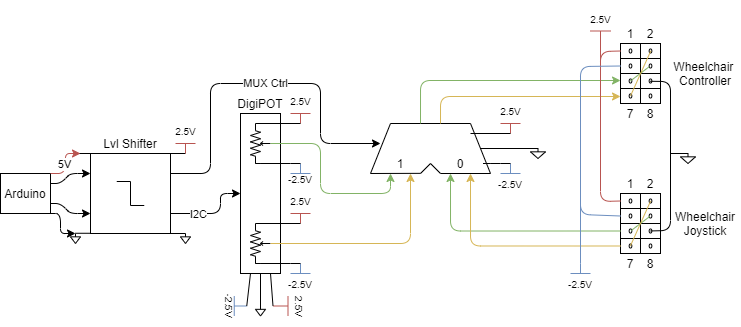 2.5V
1 2
Wheelchair
Controller
7 8
MUX Ctrl
DigiPOT
2.5V
-2.5V
Lvl Shifter
2.5V
5V
Arduino
I2C
2.5V
-2.5V
-2.5V
2.5V
1 0
2.5V
-2.5V
1 2
Wheelchair
Joystick
7 8
-2.5V